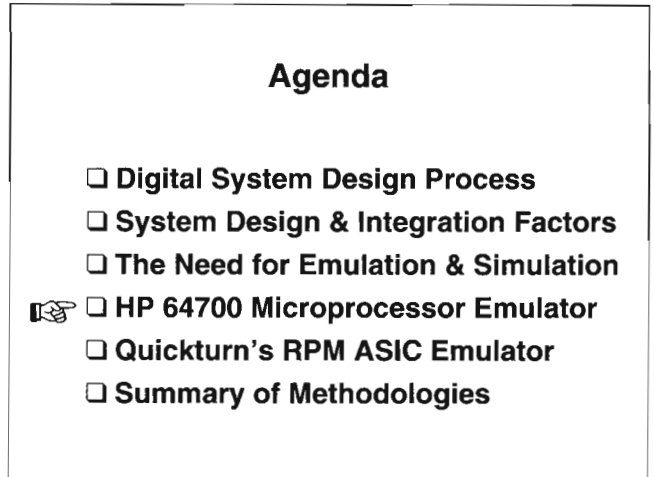 Agenda
❑ Digital System Design Process
❑ System Design & Integration Factors
❑ The Need for Emulation & Simulation
☞ ❑ HP 64700 Microprocessor Emulator
❑ Quickturn's RPM ASIC Emulator
❑ Summary of Methodologies